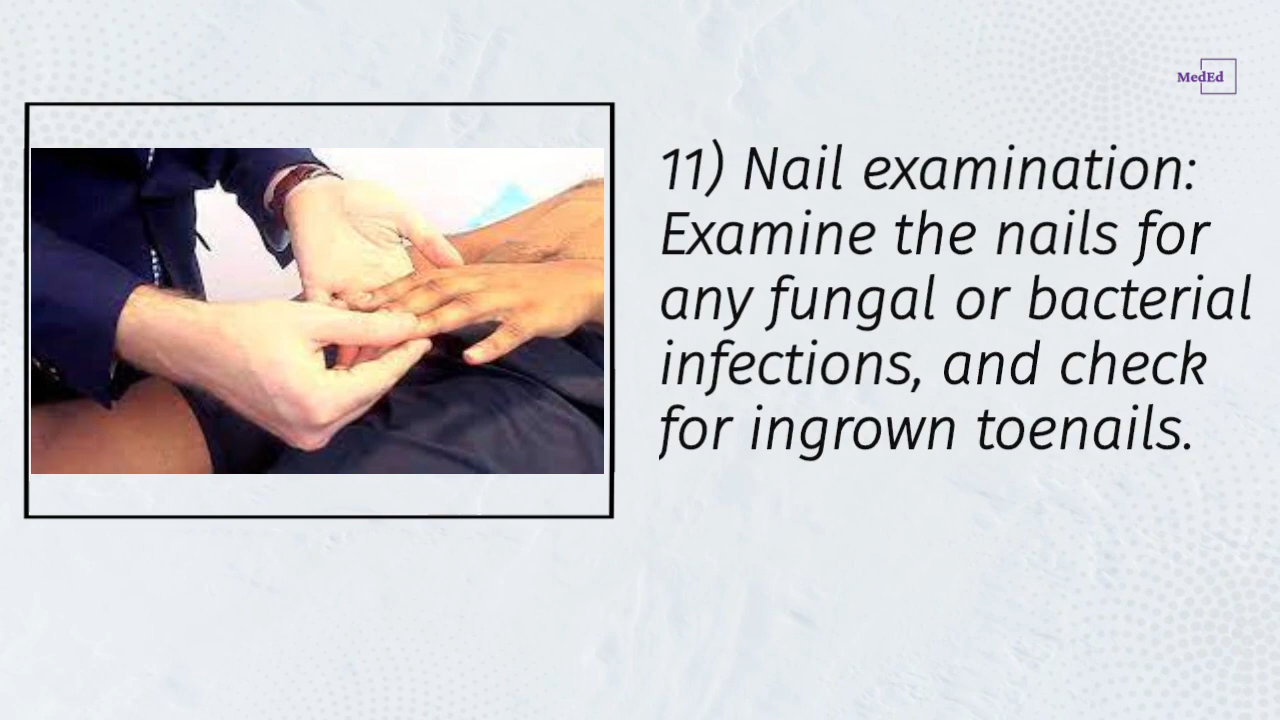 MedEd
11) Nail examination:
Examine the nails for
any fungal or bacterial
infections, and check
for ingrown toenails.